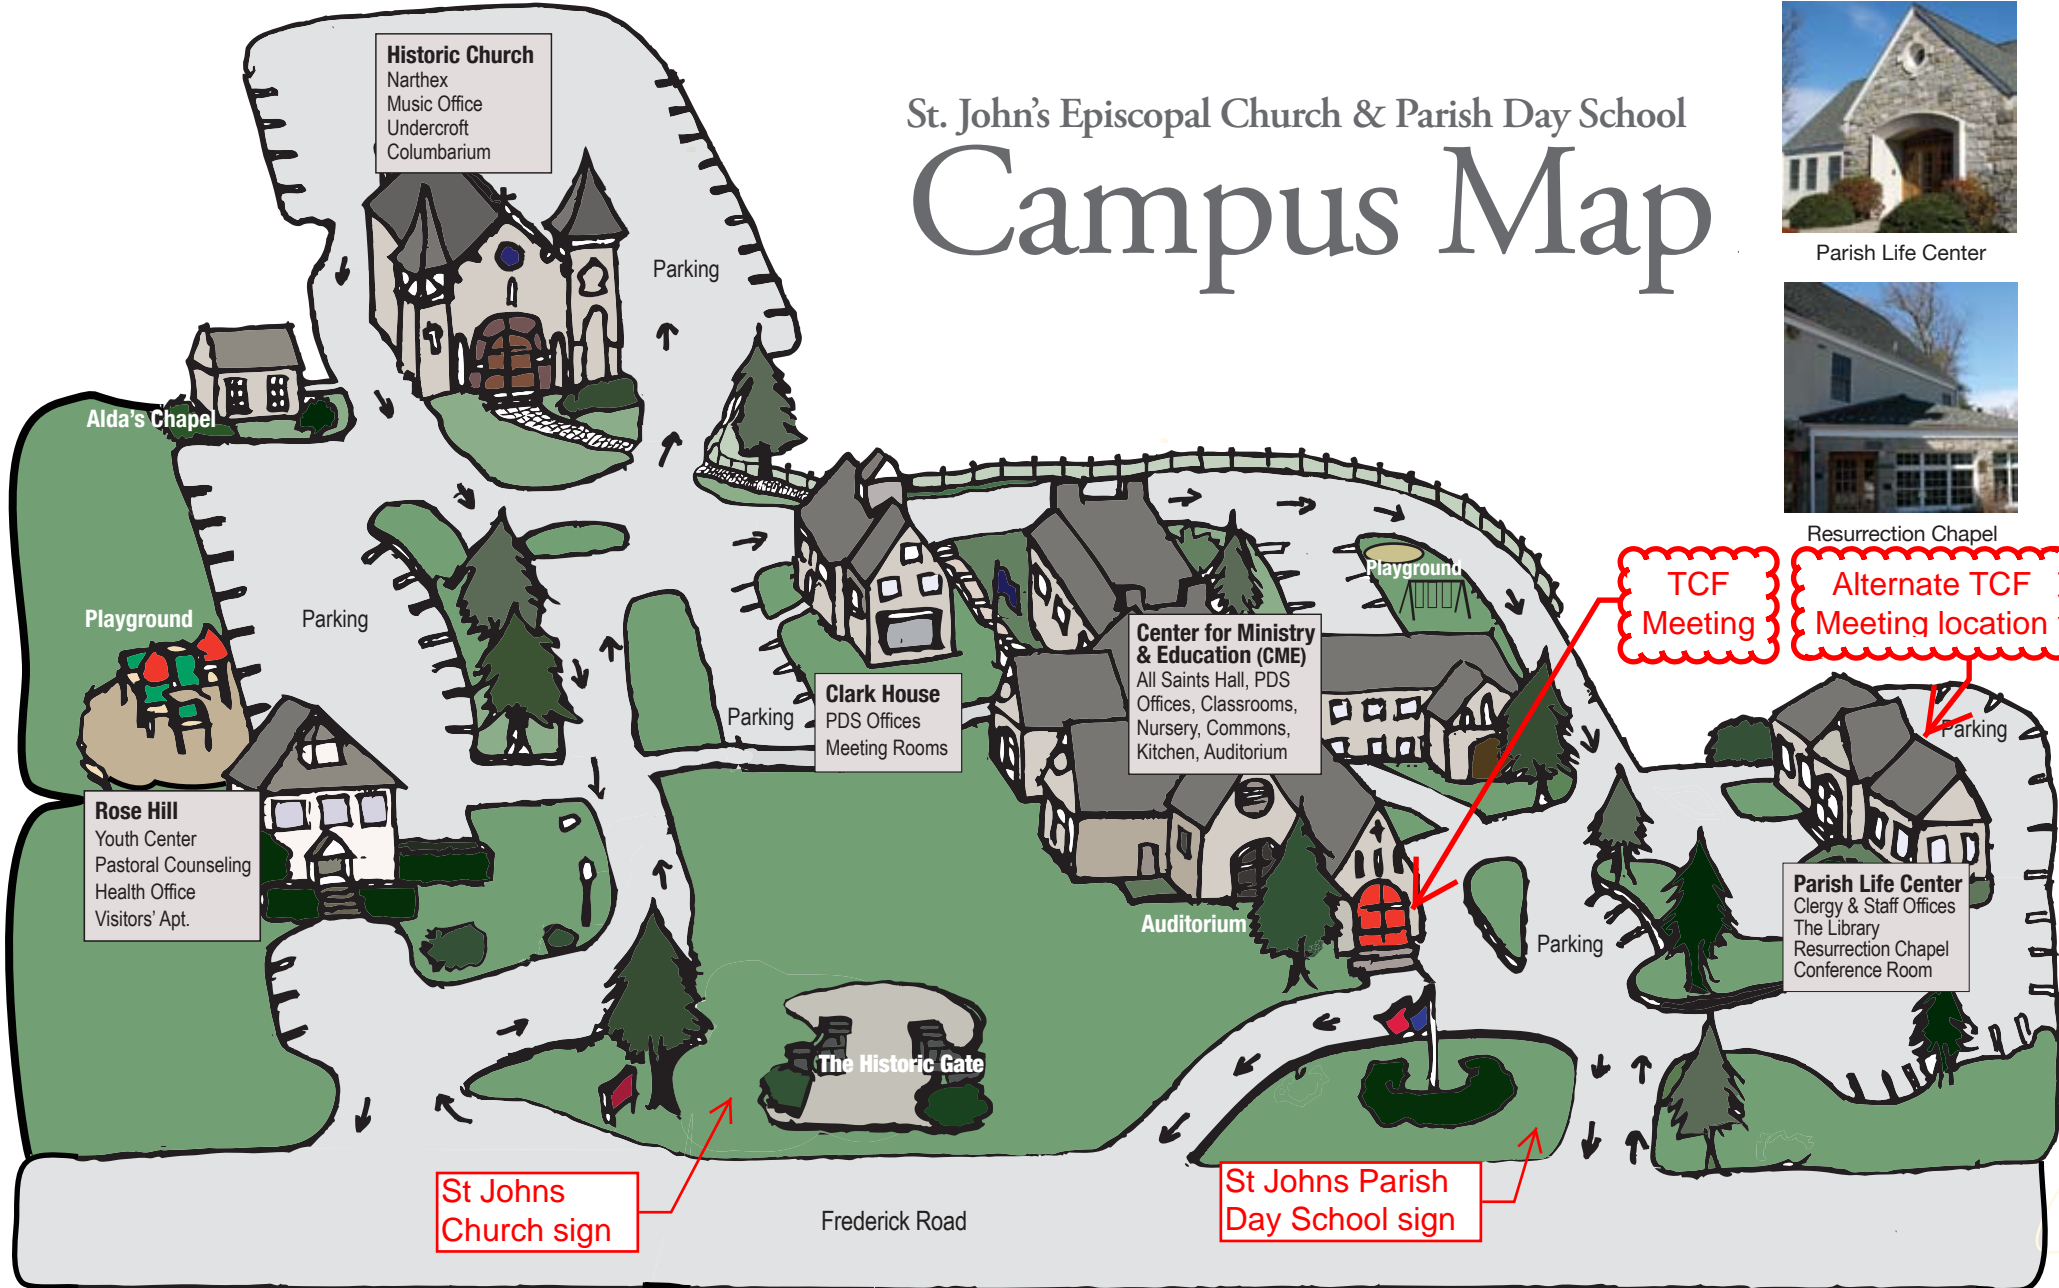 Historic Church
Narthex
Music Office
Undercroft
Columbarium
St. John's Episcopal Church & Parish Day School
Campus Map
Parish Life Center
Resurrection Chapel
Parking
Alda's Chapel
Playground
Parking
Playground
TCF
Meeting
Alternate TCF
Meeting location
Center for Ministry
& Education (CME)
All Saints Hall, PDS
Offices, Classrooms,
Nursery, Commons,
Kitchen, Auditorium
Clark House
PDS Offices
Meeting Rooms
Parking
Parking
Rose Hill
Youth Center
Pastoral Counseling
Health Office
Visitors' Apt.
Parish Life Center
Clergy & Staff Offices
The Library
Resurrection Chapel
Conference Room
Auditorium
Parking
The Historic Gate
St Johns
Church sign
St Johns Parish
Day School sign
Frederick Road